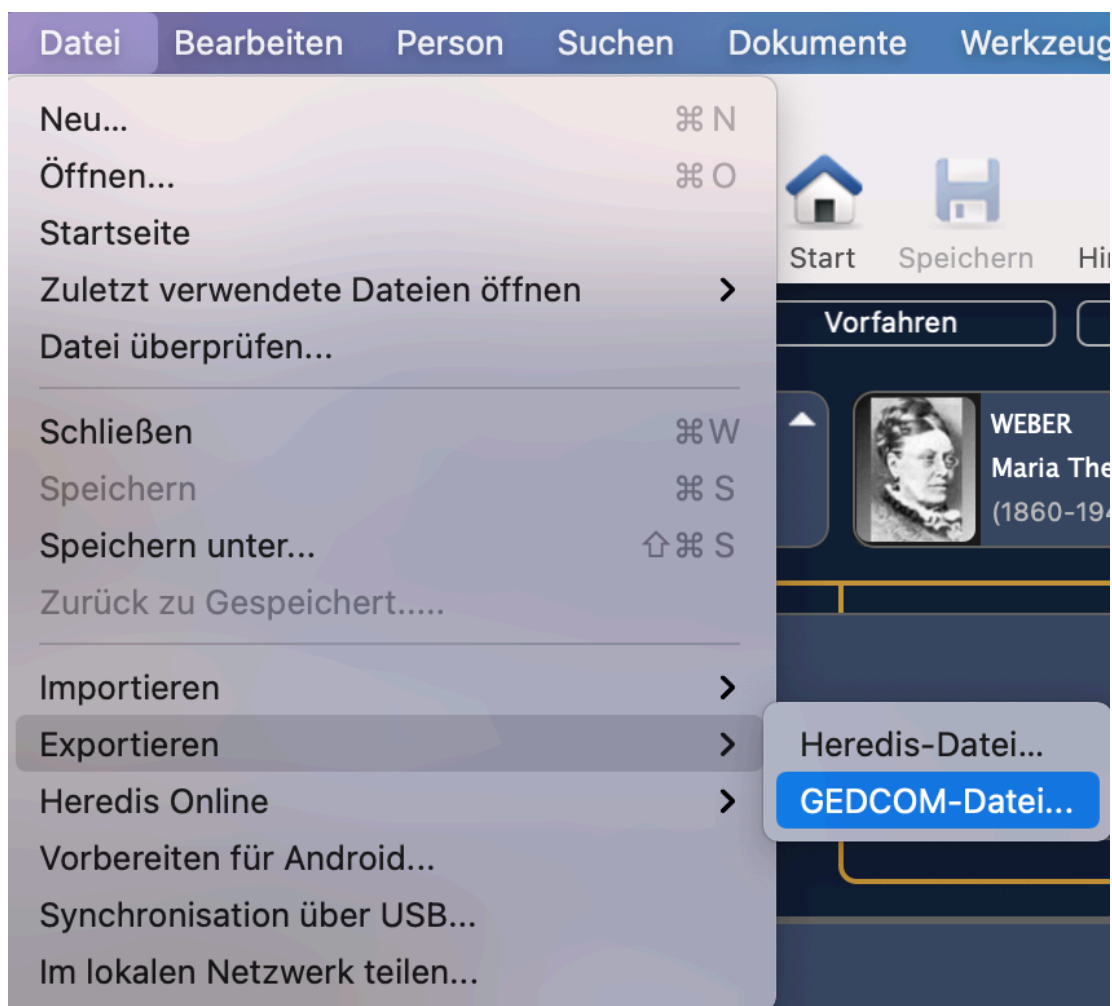 Datei Bearbeiten Person Suchen Dokumente
Neu... ⌘ N
Öffnen... ⌘ O
Startseite
Zuletzt verwendete Dateien öffnen
Datei überprüfen...
Schließen ⌘ W
Speichern ⌘ S
Speichern unter... ⇧ ⌘ S
Zurück zu Gespeichert.....
Importieren
Exportieren
Heredis Online
Vorbereiten für Android...
Synchronisation über USB...
Im lokalen Netzwerk teilen...
Heredis-Datei...
GEDCOM-Datei...
Start Speichern
Vorfahren
WEBER
Maria
(1860-